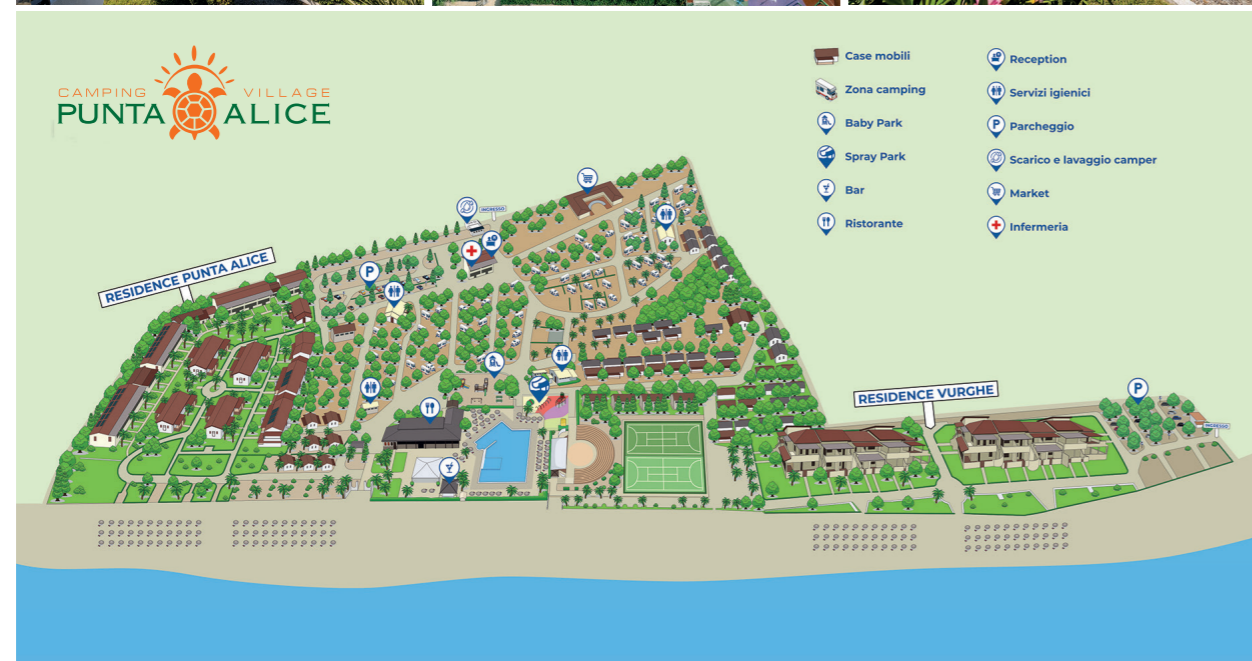 CAMPING VILLAGE
PUNTA ALICE
Case mobili
Zona camping
Baby Park
Spray Park
Bar
Ristorante
Reception
Servizi igienici
P Parcheggio
Scarico e lavaggio camper
Market
Infermeria
INGRESSO
RESIDENCE PUNTA ALICE
P
RESIDENCE VURGHE
P
INGRESSO